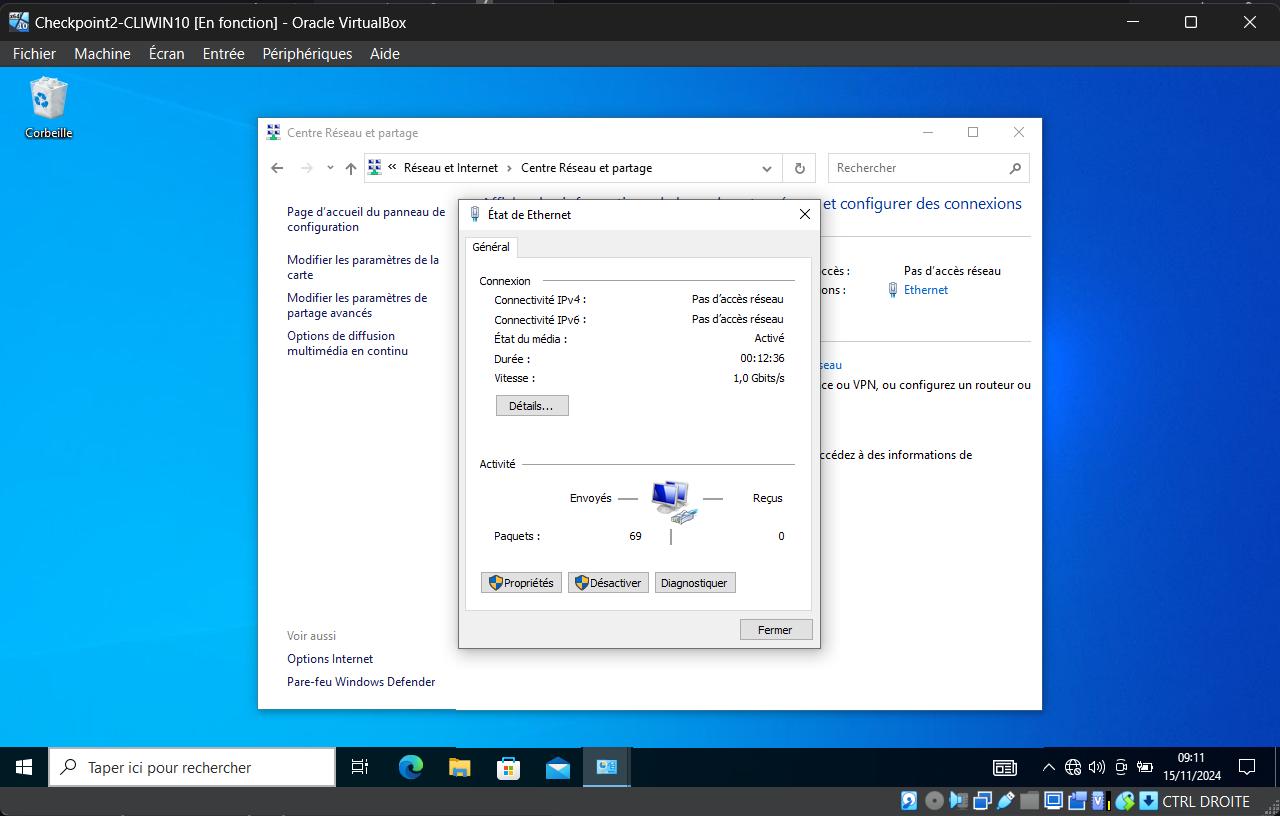 Checkpoint2-CLIWIN10 [En fonction] - Oracle VirtualBox
Fichier Machine Écran Entrée Périphériques Aide
Corbeille
Centre Réseau et partage
« Réseau et Internet > Centre Réseau et partage
Rechercher
Page d'accueil du panneau de
configuration
Modifier les paramètres de la
carte
Modifier les paramètres de
partage avancés
Options de diffusion
multimédia en continu
Voir aussi
Options Internet
Pare-feu Windows Defender
et configurer des connexions
ccès : Pas d'accès réseau
ons : Ethernet
seau
ce ou VPN, ou configurez un routeur ou
ccédez à des informations de
État de Ethernet
Général
Connexion
Connectivité IPv4 : Pas d'accès réseau
Connectivité IPv6 : Pas d'accès réseau
État du média : Activé
Durée : 00:12:36
Vitesse : 1,0 Gbits/s
Détails...
Activité
Envoyés — — Reçus
Paquets : 69 | 0
Propriétés Désactiver Diagnostiquer
Fermer
Taper ici pour rechercher
09:11
15/11/2024
CTRL DROITE